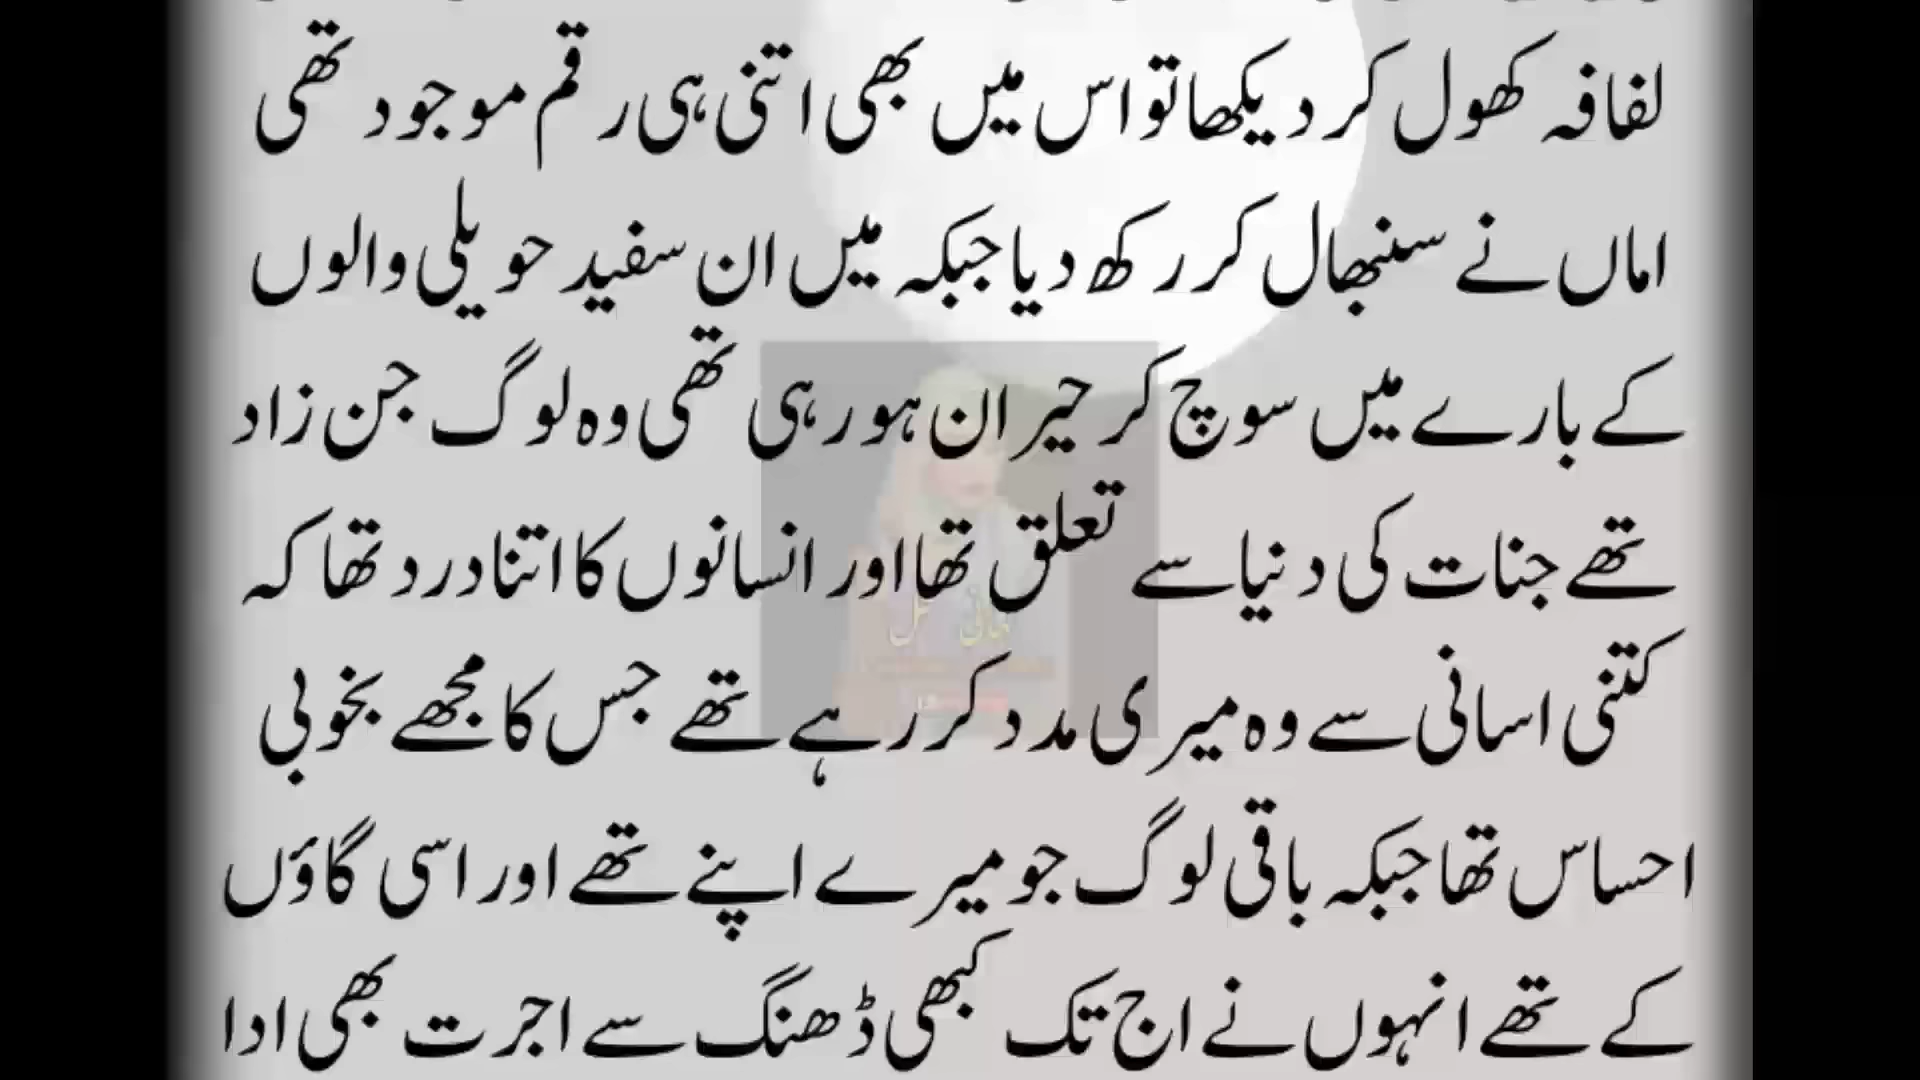 لفافہ کھول کر دیکھا تو اس میں بھی اتنی ہی رقم موجود تھی
اماں نے سنبھال کر رکھ دیا جبکہ میں ان سفید حویلی والوں
کے بارے میں سوچ کر حیران ہو رہی تھی وہ لوگ جن زاد
تھے جنات کی دنیا سے تعلق تھا اور انسانوں کا اتنا درد تھا کہ
کتنی اسانی سے وہ میری مدد کر رہے تھے جس کا مجھے بخوبی
احساس تھا جبکہ باقی لوگ جو میرے اپنے تھے اور اسی گاؤں
کے تھے انہوں نے اج تک کبھی ڈھنگ سے اجرت بھی ادا